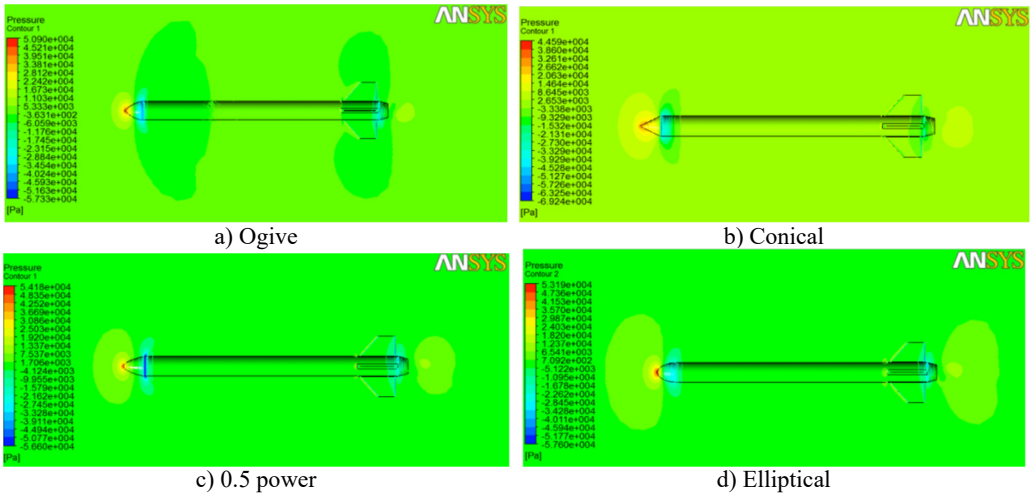 Pressure
Contour 1
5.090e+004
4.521e+004
3.951e+004
3.381e+004
2.812e+004
2.242e+004
1.673e+004
1.103e+004
5.333e+003
-3.631e+002
-6.059e+003
-1.176e+004
-1.745e+004
-2.315e+004
-2.884e+004
-3.454e+004
-4.024e+004
-4.593e+004
-5.163e+004
-5.733e+004
[Pa]
ANSYS
a) Ogive
Pressure
Contour 1
4.459e+004
3.860e+004
3.261e+004
2.662e+004
2.063e+004
1.464e+004
8.645e+003
2.653e+003
-3.338e+003
-9.329e+003
-1.532e+004
-2.131e+004
-2.730e+004
-3.329e+004
-3.929e+004
-4.528e+004
-5.127e+004
-5.726e+004
-6.325e+004
-6.924e+004
[Pa]
ANSYS
b) Conical
Pressure
Contour 1
5.418e+004
4.835e+004
4.252e+004
3.669e+004
3.086e+004
2.503e+004
1.920e+004
1.337e+004
7.537e+003
1.706e+003
-4.124e+003
-9.955e+003
-1.579e+004
-2.162e+004
-2.745e+004
-3.328e+004
-3.911e+004
-4.494e+004
-5.077e+004
-5.660e+004
[Pa]
ANSYS
c) 0.5 power
Pressure
Contour 2
5.319e+004
4.736e+004
4.153e+004
3.570e+004
2.987e+004
2.403e+004
1.820e+004
1.237e+004
6.541e+003
7.092e+002
-5.122e+003
-1.095e+004
-1.678e+004
-2.262e+004
-2.845e+004
-3.428e+004
-4.011e+004
-4.594e+004
-5.177e+004
-5.760e+004
[Pa]
ANSYS
d) Elliptical